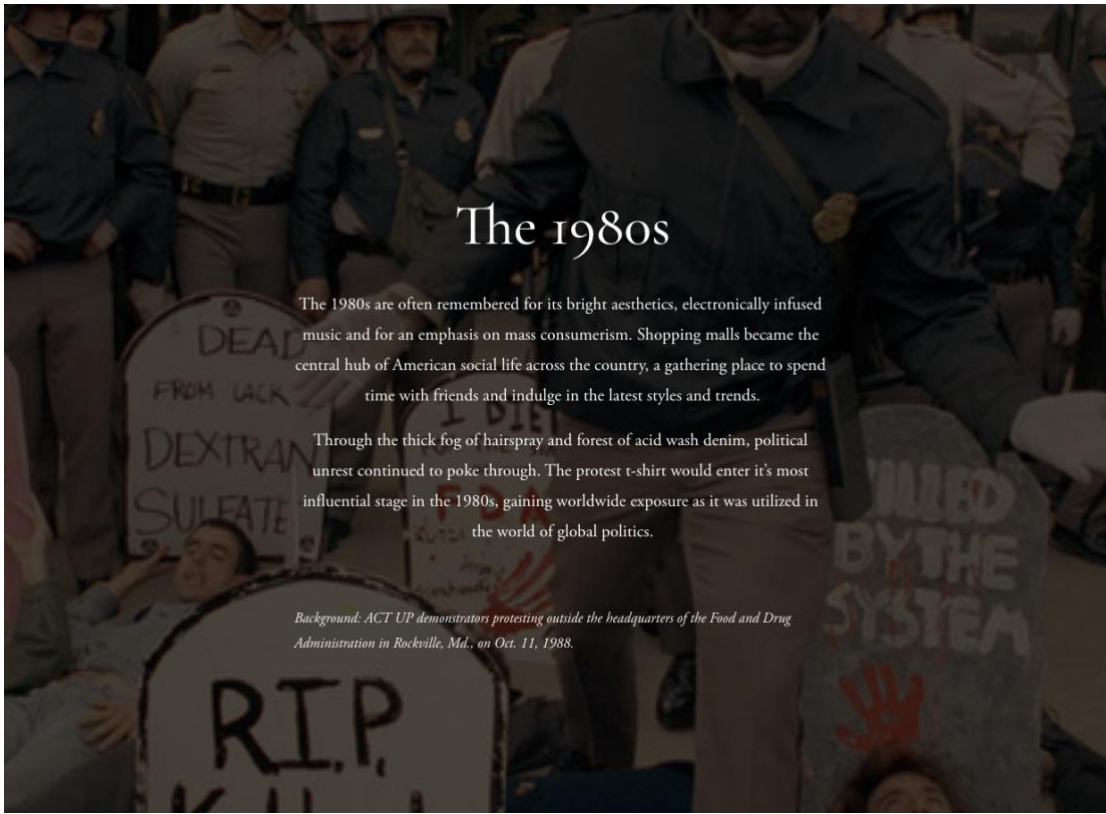 The 1980s
The 1980s are often remembered for its bright aesthetics, electronically infused
music and for an emphasis on mass consumerism. Shopping malls became the
central hub of American social life across the country, a gathering place to spend
time with friends and indulge in the latest styles and trends.
Through the thick fog of hairspray and forest of acid wash denim, political
unrest continued to poke through. The protest t-shirt would enter it's most
influential stage in the 1980s, gaining worldwide exposure as it was utilized in
the world of global politics.
Background: ACT UP demonstrators protesting outside the headquarters of the Food and Drug
Administration in Rockville, Md., on Oct. 11, 1988.
DEAD
FROM LACK
DEXTRAN
SULFATE
I DIED
FDA
KILLED
BY THE
SYSTEM
R.I.P.